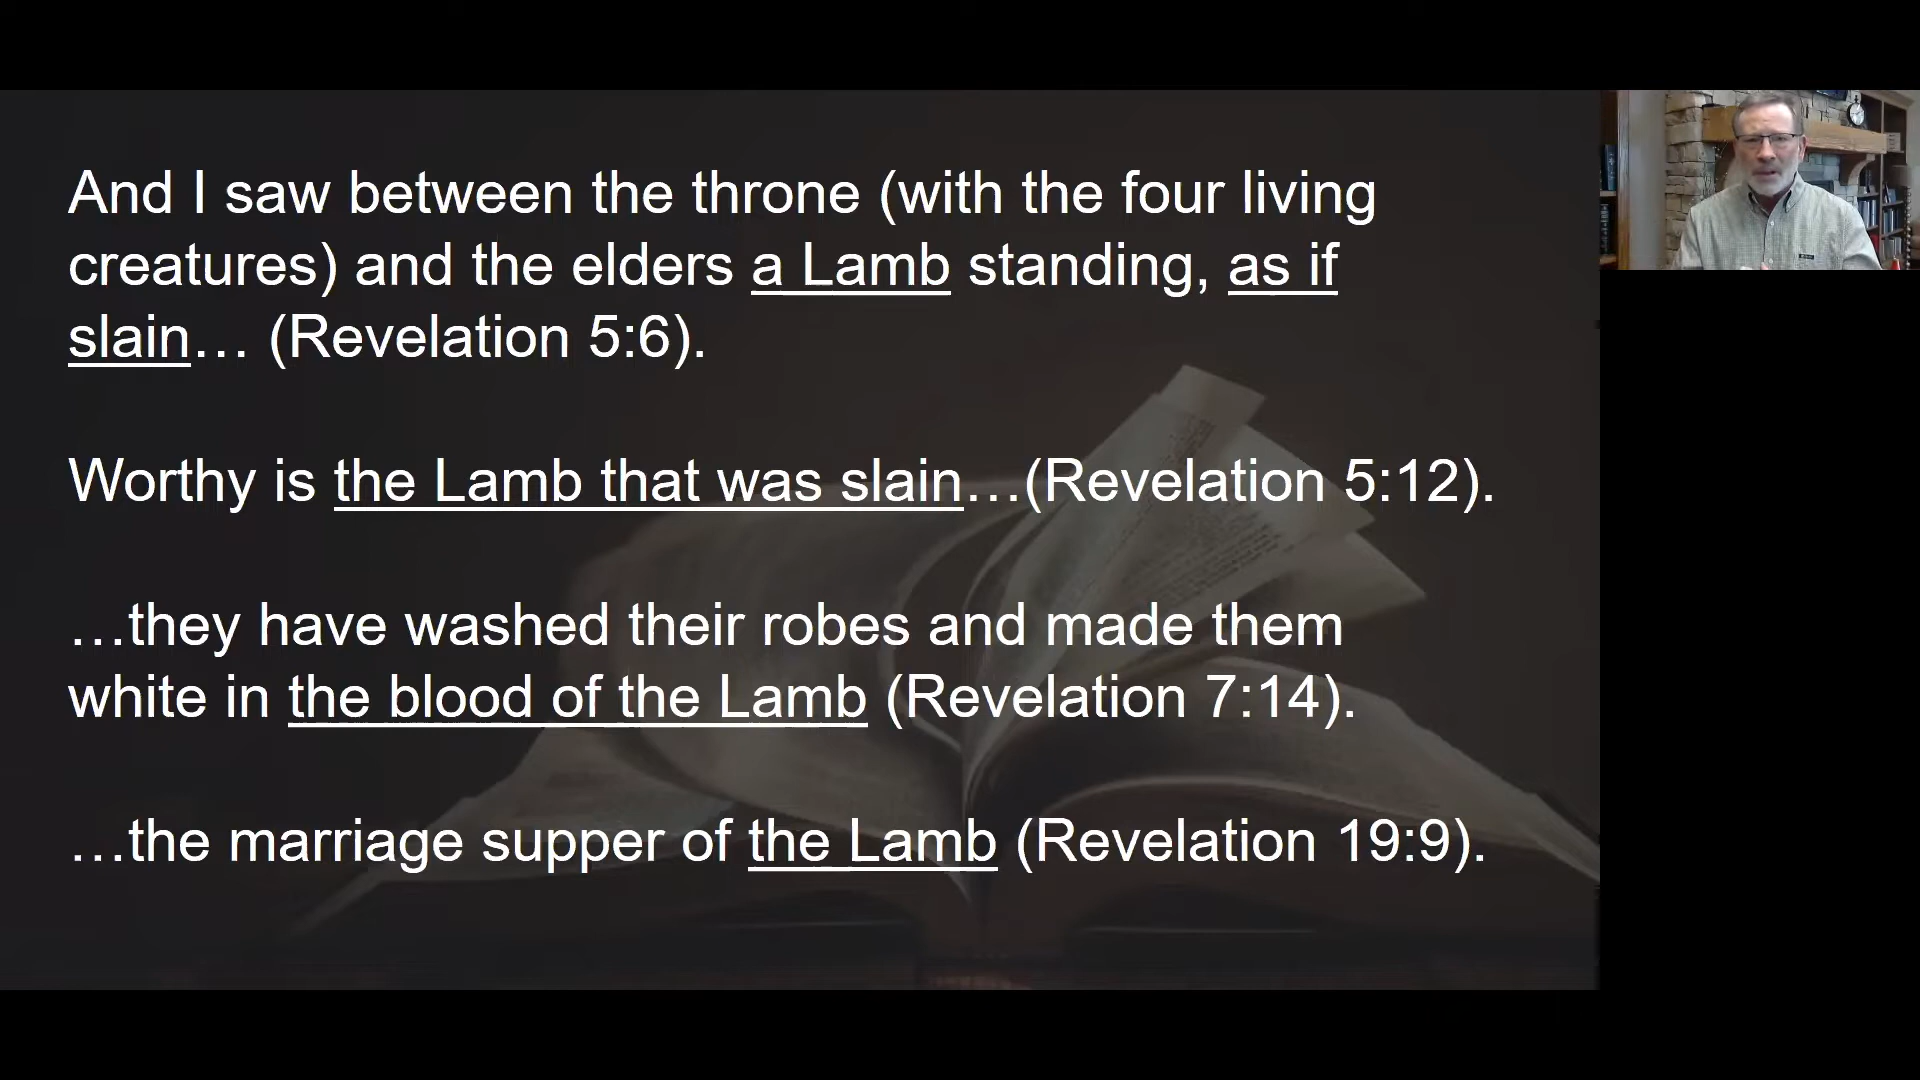 And I saw between the throne (with the four living
creatures) and the elders a Lamb standing, as if
slain… (Revelation 5:6).
Worthy is the Lamb that was slain…(Revelation 5:12).
…they have washed their robes and made them
white in the blood of the Lamb (Revelation 7:14).
…the marriage supper of the Lamb (Revelation 19:9).